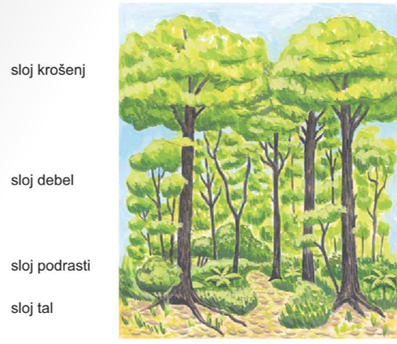 sloj krošenj
sloj debel
sloj podrasti
sloj tal